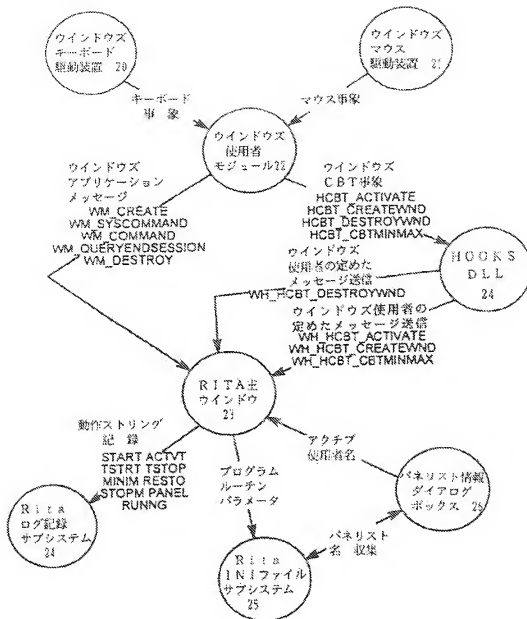 ウインドウズ
キーボード
駆動装置 20
ウインドウズ
マウス
駆動装置 21
キーボード
事 象
マウス事象
ウインドウズ
使用者
モジュール22
ウインドウズ
アプリケーション
メッセージ
WM_CREATE
WM_SYSCOMMAND
WM_COMMAND
WM_QUERYENDSESSION
WM_DESTROY
ウインドウズ
CBT事象
HCBT_ACTIVATE
HCBT_CREATEWND
HCBT_DESTROYWND
HCBT_CBTMINMAX
HOOKS
DLL
24
ウインドウズ
使用者の定めた
メッセージ送信
WH_HCBT_DESTROYWND
ウインドウズ使用者の
定めたメッセージ送信
WH_HCBT_ACTIVATE
WH_HCBT_CREATEWND
WH_HCBT_CBTMINMAX
RITA主
ウインドウ
23
動作ストリング
記 録
START ACTVT
TSTRT TSTOP
MINIM RESTO
STOPM PANEL
RUNNG
プログラム
ルーチン
パラメータ
アクチブ
使用者名
パネリスト情報
ダイアログ
ボックス 26
Rita
ログ記録
サブシステム
24
パネリスト
名 収集
Rita
INIファイル
サブシステム
25